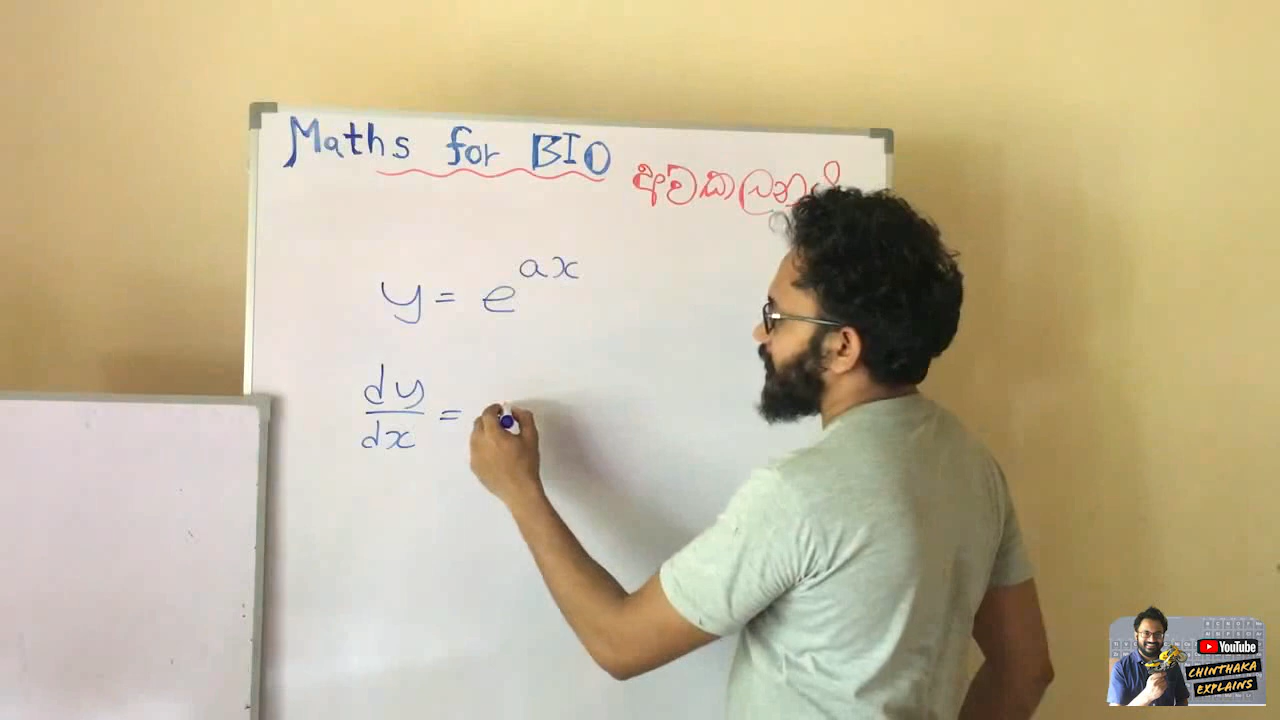 Maths for BIO
අවකලනය
y = e^{ax}
dy/dx =
YouTube
CHINTHAKA
EXPLAINS